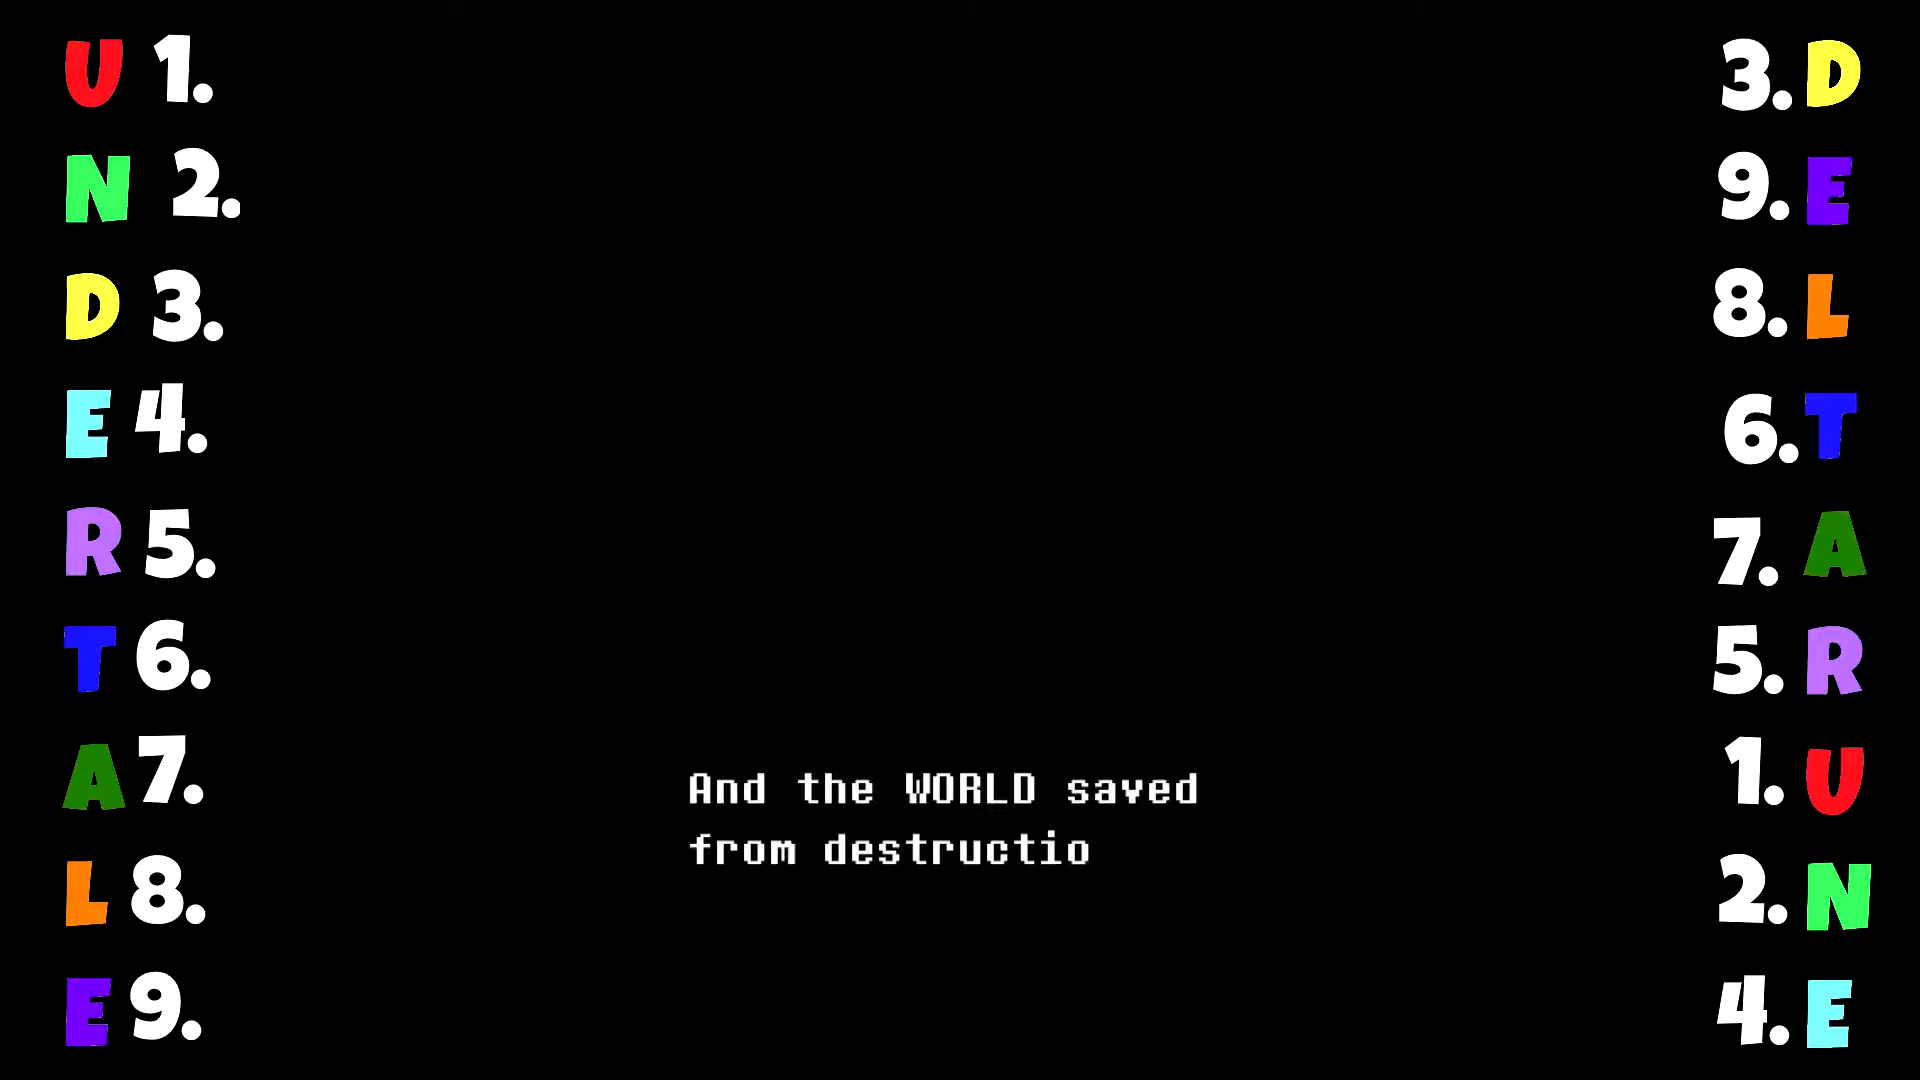 U 1.
N 2.
D 3.
E 4.
R 5.
T 6.
A 7.
L 8.
E 9.
And the WORLD saved
from destructio
3. D
9. E
8. L
6. T
7. A
5. R
1. U
2. N
4. E